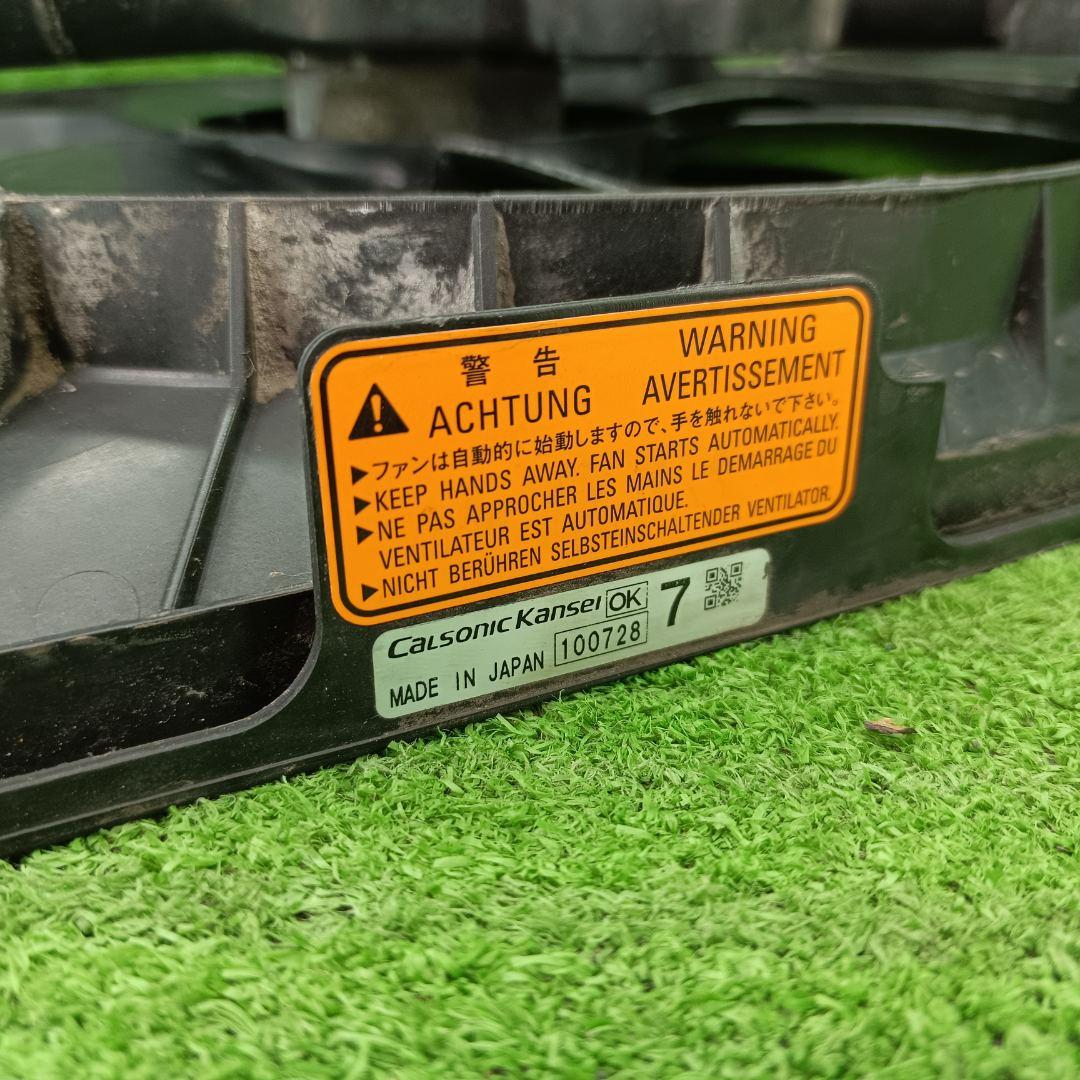 警告 WARNING
ACHTUNG AVERTISSEMENT
▶ファンは自動的に始動しますので、手を触れないで下さい。
▶KEEP HANDS AWAY. FAN STARTS AUTOMATICALLY.
▶NE PAS APPROCHER LES MAINS LE DEMARRAGE DU
VENTILATEUR EST AUTOMATIQUE.
▶NICHT BERÜHREN SELBSTEINSCHALTENDER VENTILATOR.
CALSONIC KANSEI OK 7
MADE IN JAPAN 100728